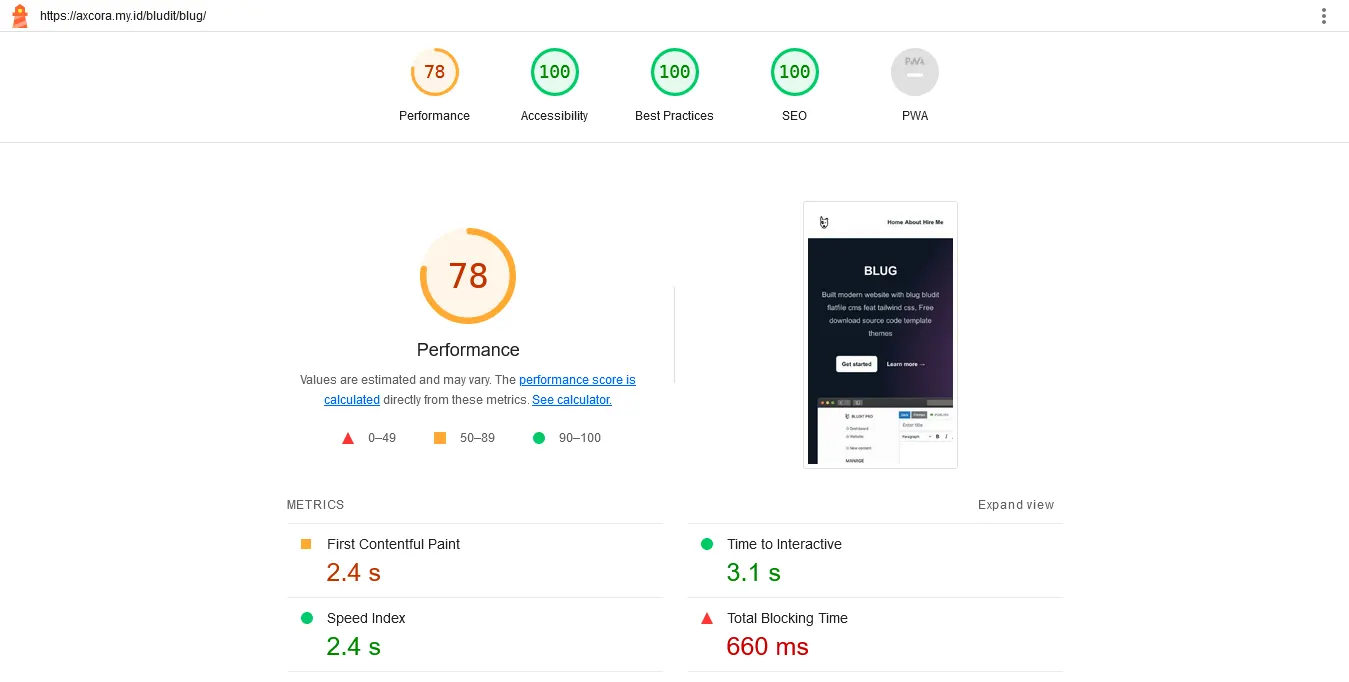 https://axcora.my.id/bludit/blug/
78
100
100
100
PWA
Performance
Accessibility
Best Practices
SEO
PWA
78
Performance
Values are estimated and may vary. The performance score is
calculated directly from these metrics. See calculator.
0–49
50–89
90–100
Home About Hire Me
BLUG
Built modern website with blug bludit
flatfile cms feat tailwind css. Free
download source code template
themes
Get started
Learn more →
BLUDIT PRO
Dashboard
Website
New content
MANAGE
Save
Enter title
Paragraph
B
I
METRICS
Expand view
First Contentful Paint
2.4 s
Time to Interactive
3.1 s
Speed Index
2.4 s
Total Blocking Time
660 ms